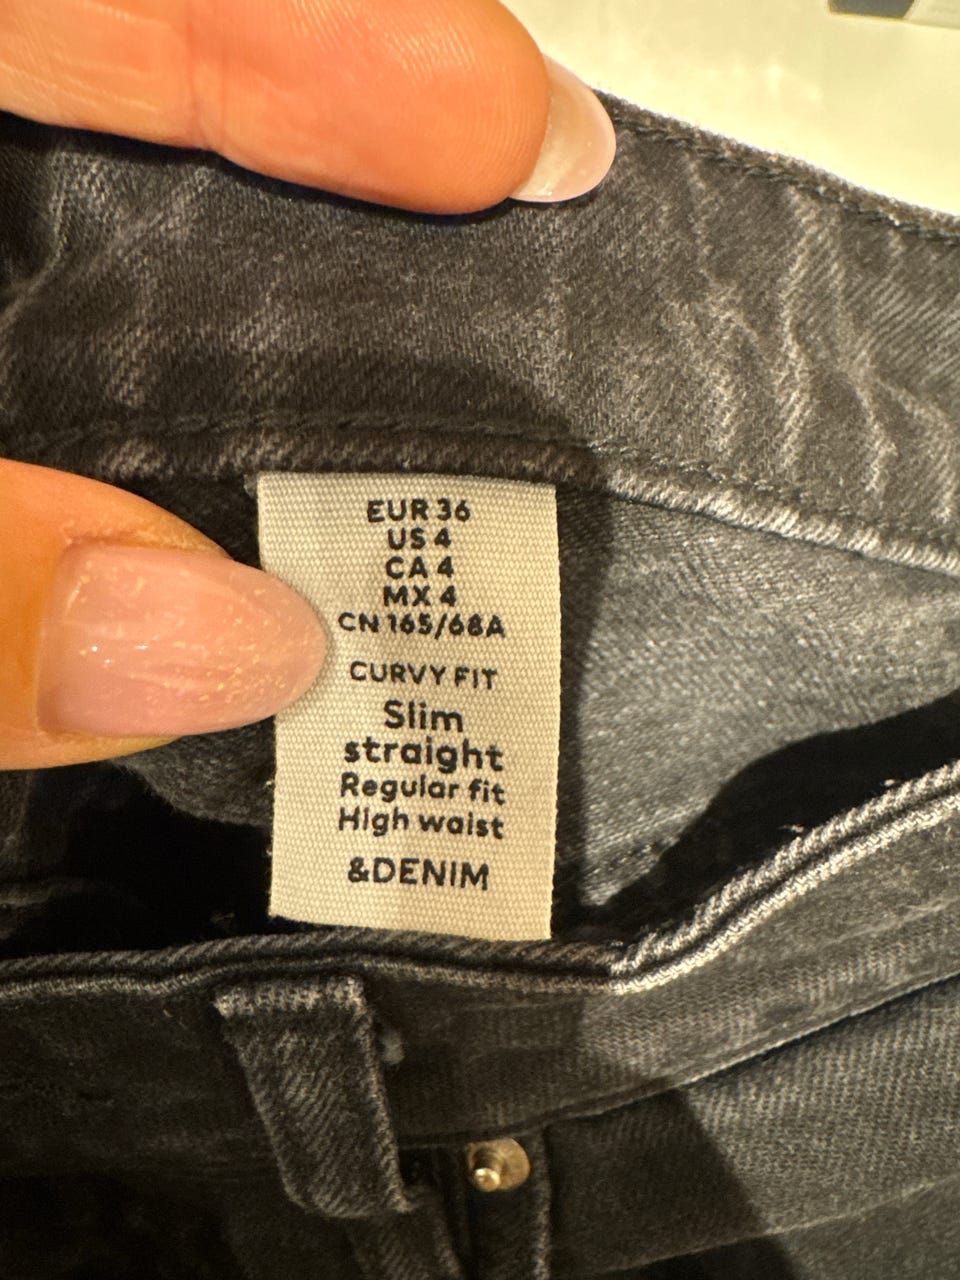 EUR 36
US 4
CA 4
MX 4
CN 165/68A
CURVY FIT
Slim
straight
Regular fit
High waist
&DENIM